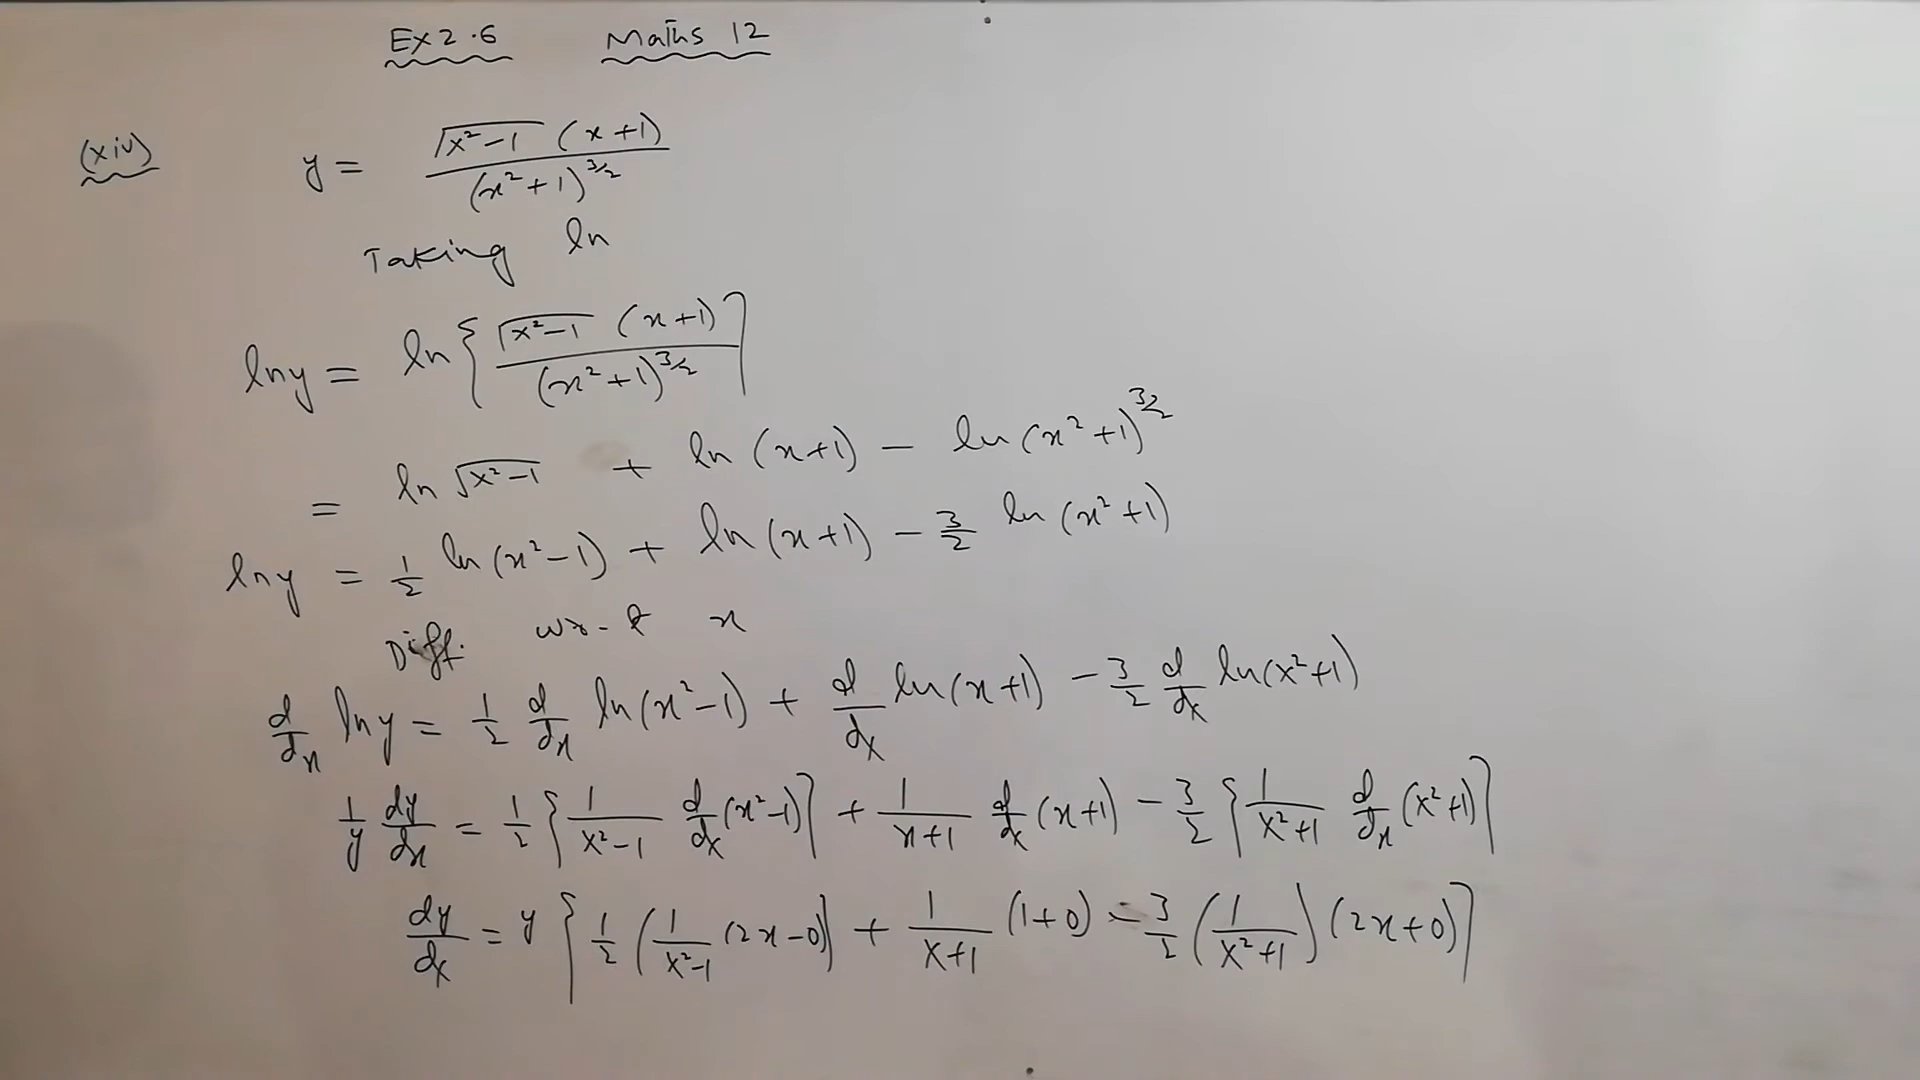 Ex 2.6 Maths 12
(xiv) y = √(x²-1) (x+1) / (x²+1)^3/2
Taking ln
ln y = ln { √(x²-1) (x+1) / (x²+1)^3/2 }
= ln √(x²-1) + ln (x+1) - ln (x²+1)^3/2
ln y = 1/2 ln (x²-1) + ln (x+1) - 3/2 ln (x²+1)
Diff. w.r.t x
d/dx ln y = 1/2 d/dx ln (x²-1) + d/dx ln (x+1) - 3/2 d/dx ln (x²+1)
1/y dy/dx = 1/2 { 1/(x²-1) d/dx (x²-1) } + 1/(x+1) d/dx (x+1) - 3/2 { 1/(x²+1) d/dx (x²+1) }
dy/dx = y { 1/2 ( 1/(x²-1) (2x-0) ) + 1/(x+1) (1+0) - 3/2 ( 1/(x²+1) ) (2x+0) }